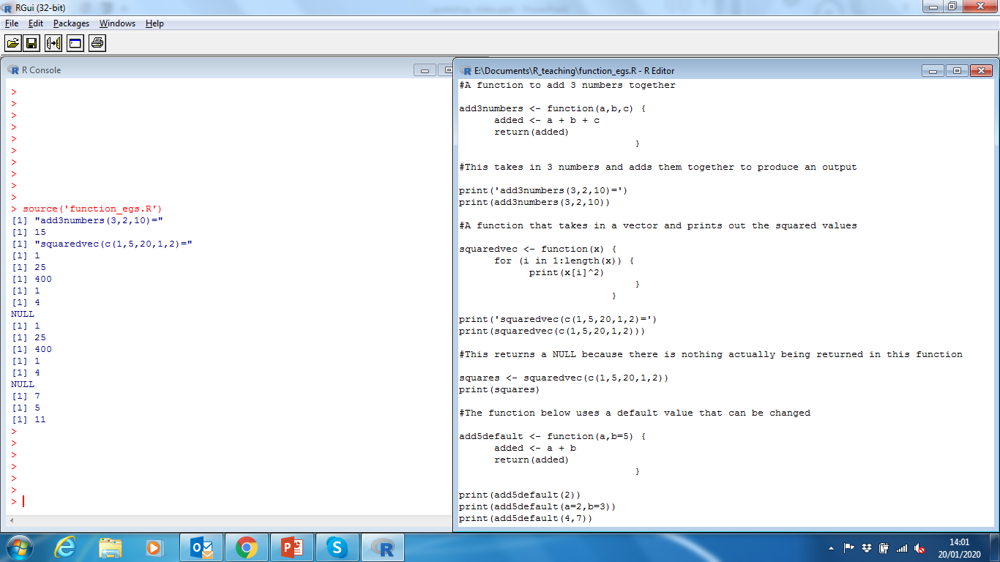 RGui (32-bit)
File Edit Packages Windows Help
R Console
>
>
>
>
>
>
>
>
>
>
> source('function_egs.R')
[1] "add3numbers(3,2,10)="
[1] 15
[1] "squaredvec(c(1,5,20,1,2)="
[1] 1
[1] 25
[1] 400
[1] 1
[1] 4
NULL
[1] 1
[1] 25
[1] 400
[1] 1
[1] 4
NULL
[1] 7
[1] 5
[1] 11
>
>
>
>
>
>
>
E:\Documents\R_teaching\function_egs.R - R Editor
#A function to add 3 numbers together
add3numbers <- function(a,b,c) {
added <- a + b + c
return(added)
}
#This takes in 3 numbers and adds them together to produce an output
print('add3numbers(3,2,10)=')
print(add3numbers(3,2,10))
#A function that takes in a vector and prints out the squared values
squaredvec <- function(x) {
for (i in 1:length(x)) {
print(x[i]^2)
}
}
print('squaredvec(c(1,5,20,1,2)=')
print(squaredvec(c(1,5,20,1,2)))
#This returns a NULL because there is nothing actually being returned in this function
squares <- squaredvec(c(1,5,20,1,2))
print(squares)
#The function below uses a default value that can be changed
add5default <- function(a,b=5) {
added <- a + b
return(added)
}
print(add5default(2))
print(add5default(a=2,b=3))
print(add5default(4,7))
14:01
20/01/2020